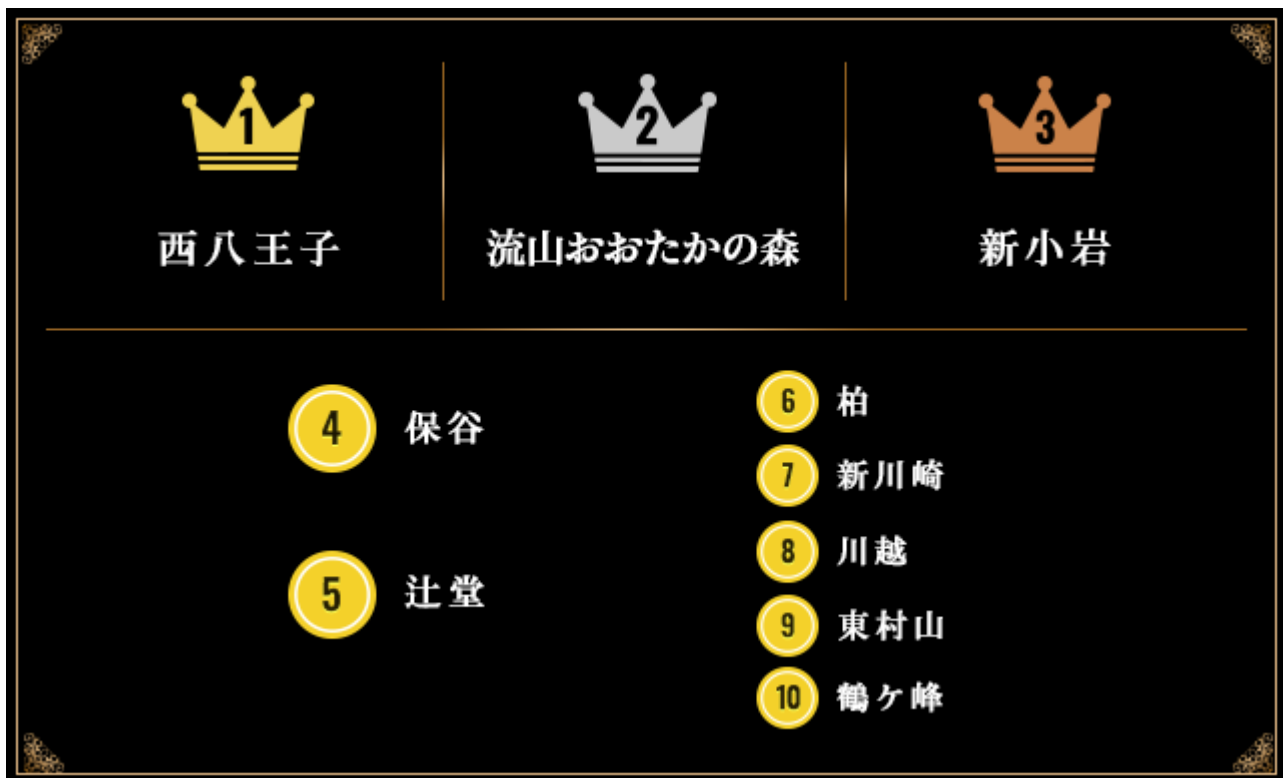 1
西八王子
2
流山おおたかの森
3
新小岩
4 保谷
5 辻堂
6 柏
7 新川崎
8 川越
9 東村山
10 鶴ケ峰